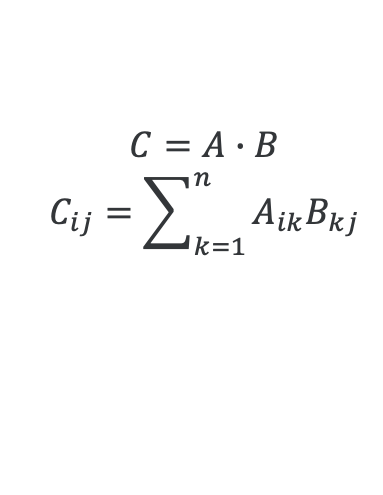 C = A · B
C_{ij} = \sum_{k=1}^{n} A_{ik} B_{kj}